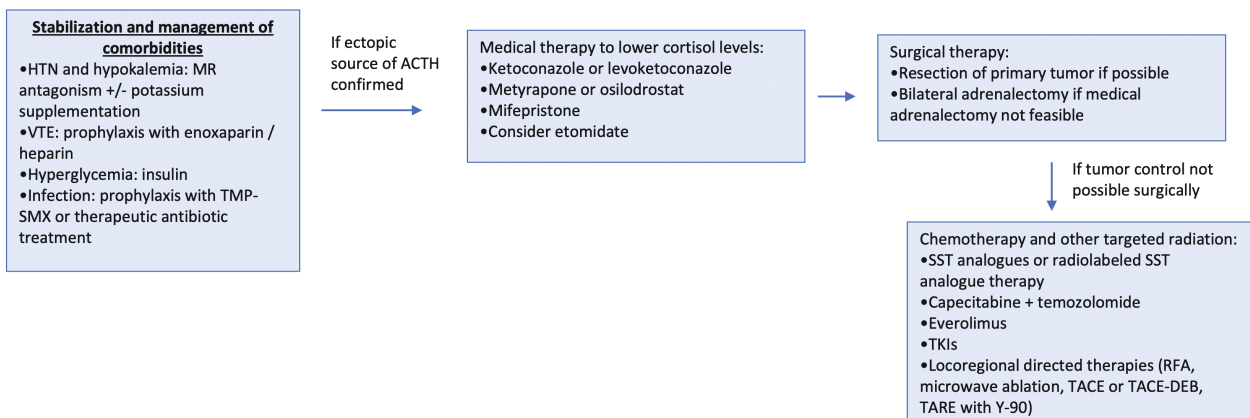 Stabilization and management of
comorbidities
•HTN and hypokalemia: MR
antagonism +/- potassium
supplementation
•VTE: prophylaxis with enoxaparin /
heparin
•Hyperglycemia: insulin
•Infection: prophylaxis with TMP-
SMX or therapeutic antibiotic
treatment
If ectopic
source of ACTH
confirmed
Medical therapy to lower cortisol levels:
•Ketoconazole or levoketoconazole
•Metyrapone or osilodrostat
•Mifepristone
•Consider etomidate
Surgical therapy:
•Resection of primary tumor if possible
•Bilateral adrenalectomy if medical
adrenalectomy not feasible
If tumor control not
possible surgically
Chemotherapy and other targeted radiation:
•SST analogues or radiolabeled SST
analogue therapy
•Capecitabine + temozolomide
•Everolimus
•TKIs
•Locoregional directed therapies (RFA,
microwave ablation, TACE or TACE-DEB,
TARE with Y-90)